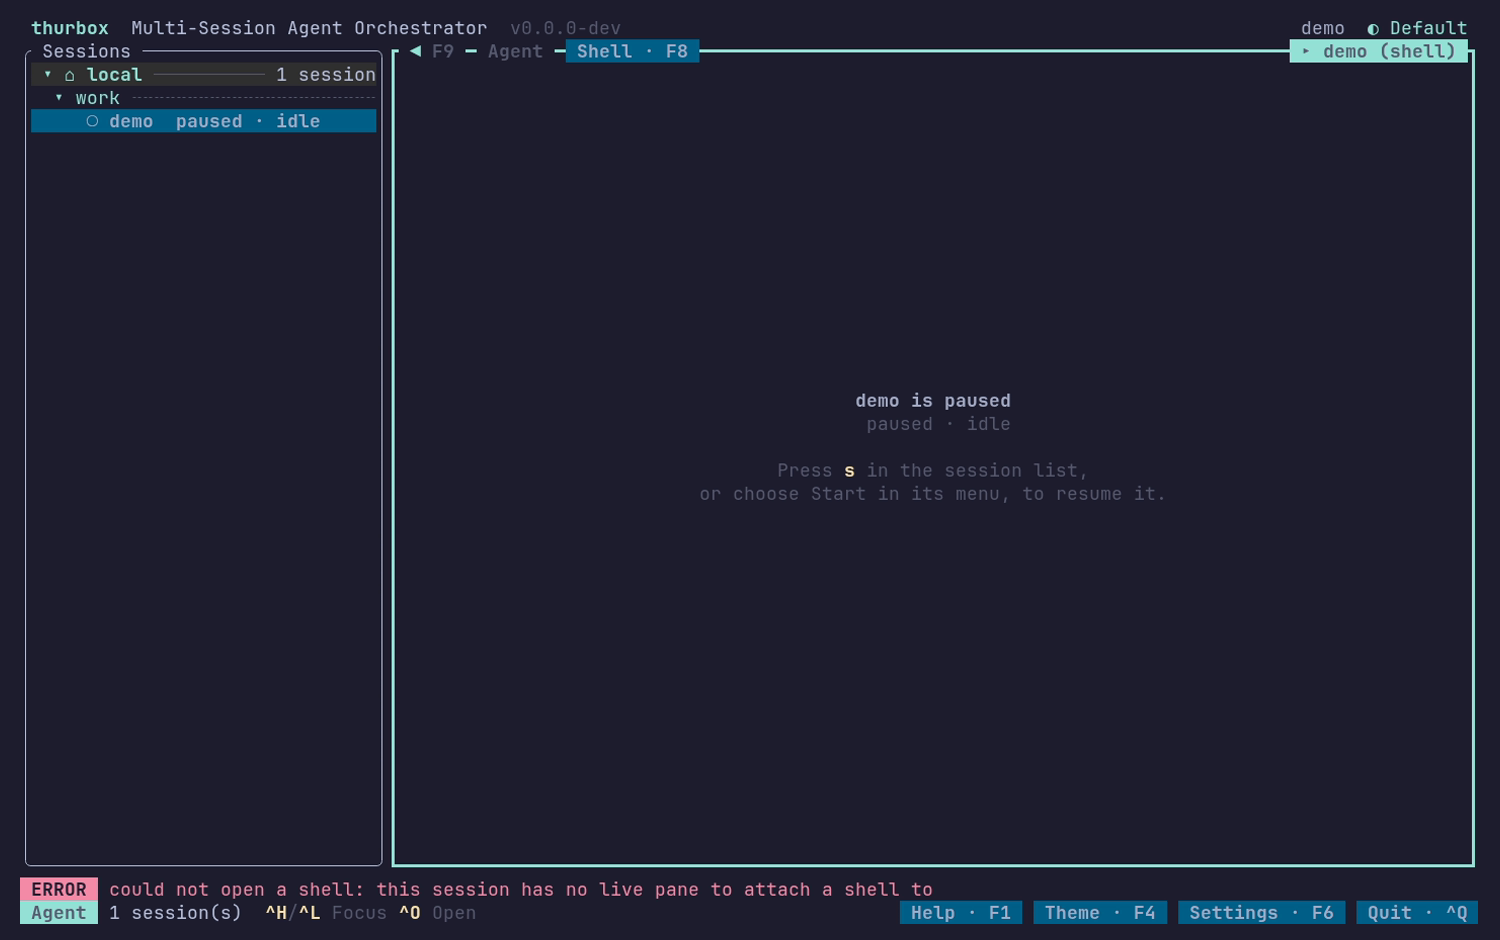 thurbox Multi-Session Agent Orchestrator v0.0.0-dev demo ◐ Default
Sessions ◀ F9 Agent Shell · F8 ▸ demo (shell)
▾ ⌂ local 1 session
▾ work
○ demo paused · idle
demo is paused
paused · idle
Press s in the session list,
or choose Start in its menu, to resume it.
ERROR could not open a shell: this session has no live pane to attach a shell to
Agent 1 session(s) ^H/^L Focus ^O Open Help · F1 Theme · F4 Settings · F6 Quit · ^Q